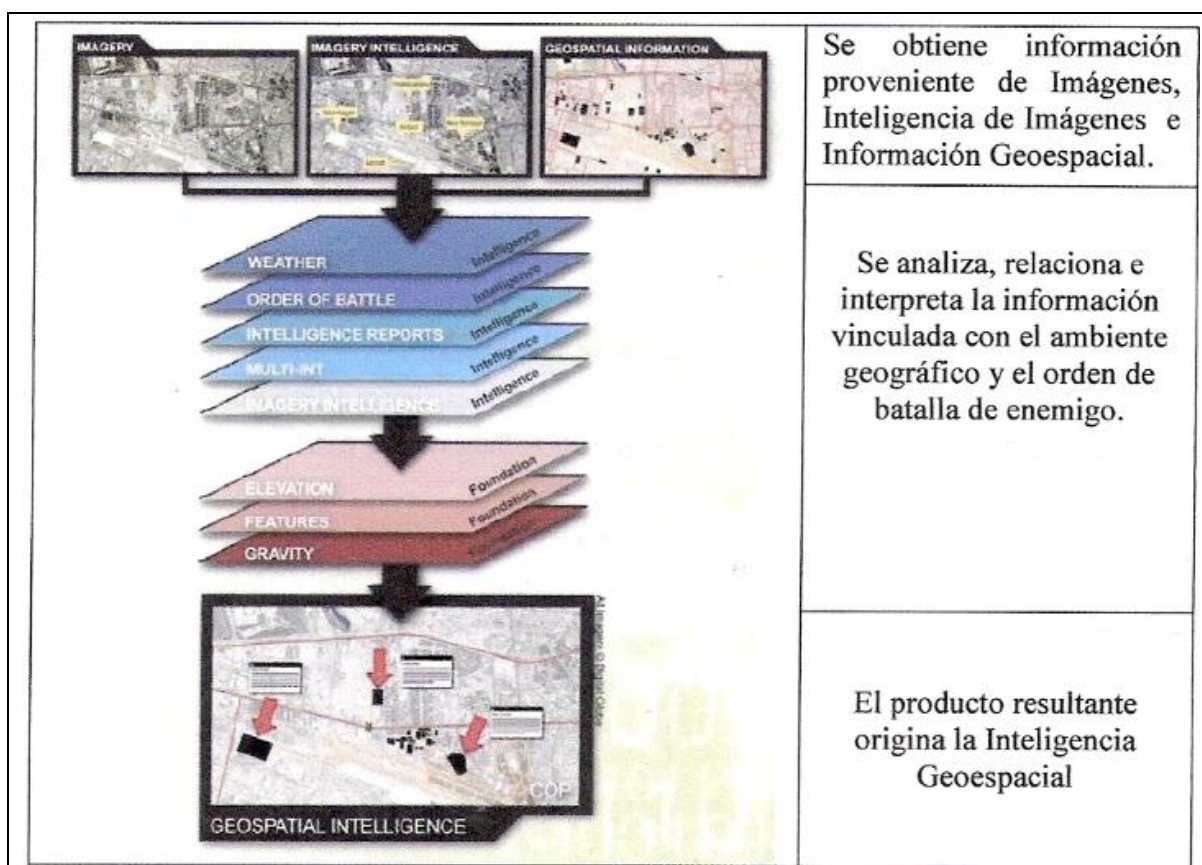 IMAGERY
IMAGERY INTELLIGENCE
GEOSPATIAL INFORMATION
Se obtiene información
proveniente de Imágenes,
Inteligencia de Imágenes e
Información Geoespacial.
WEATHER Intelligence
ORDER OF BATTLE Intelligence
INTELLIGENCE REPORTS Intelligence
MULTI-INT Intelligence
IMAGERY INTELLIGENCE Intelligence
Se analiza, relaciona e
interpreta la información
vinculada con el ambiente
geográfico y el orden de
batalla de enemigo.
ELEVATION Foundation
FEATURES Foundation
GRAVITY Foundation
COP
GEOSPATIAL INTELLIGENCE
El producto resultante
origina la Inteligencia
Geoespacial